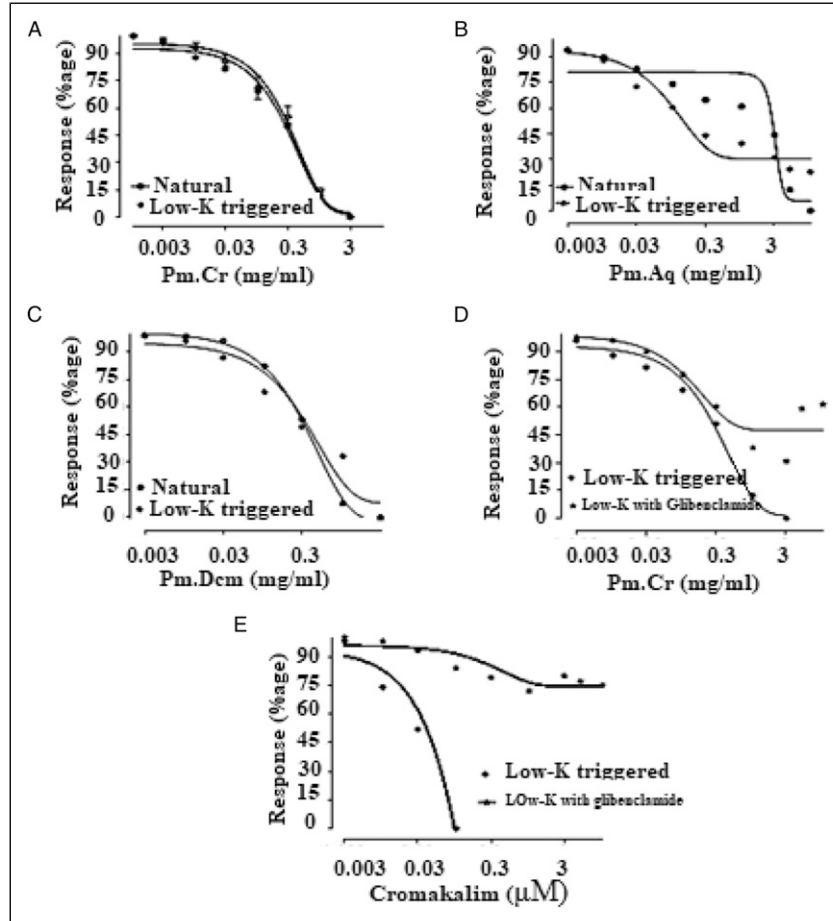 A
Response (%age)
90
75
60
45
30
15
0
Natural
Low-K triggered
0.003 0.03 0.3 3
Pm.Cr (mg/ml)
B
Response (%age)
90
75
60
45
30
15
0
Natural
Low-K triggered
0.003 0.03 0.3 3
Pm.Aq (mg/ml)
C
Response (%age)
90
75
60
45
30
15
0
Natural
Low-K triggered
0.003 0.03 0.3
Pm.Dcm (mg/ml)
D
Response (%age)
90
75
60
45
30
15
0
Low-K triggered
Low-K with Glibenclamide
0.003 0.03 0.3 3
Pm.Cr (mg/ml)
E
Response (%age)
90
75
60
45
30
15
0
Low-K triggered
LOw-K with glibenclamide
0.003 0.03 0.3 3
Cromakalim (μM)